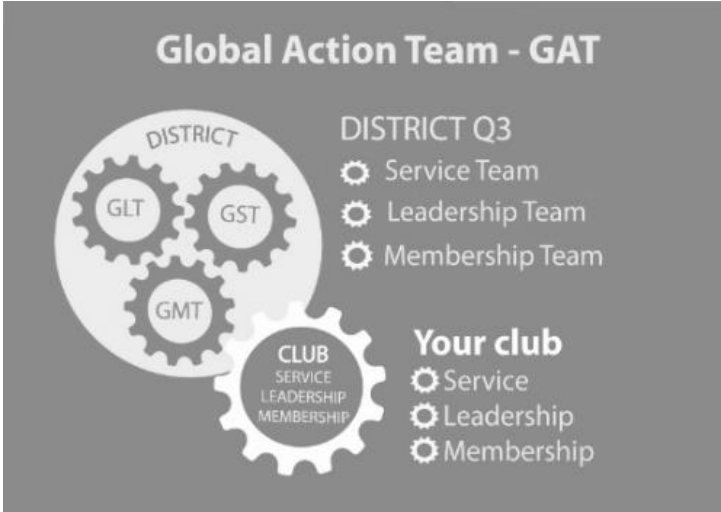 Global Action Team - GAT
DISTRICT
GLT
GST
GMT
DISTRICT Q3
Service Team
Leadership Team
Membership Team
CLUB
SERVICE
LEADERSHIP
MEMBERSHIP
Your club
Service
Leadership
Membership